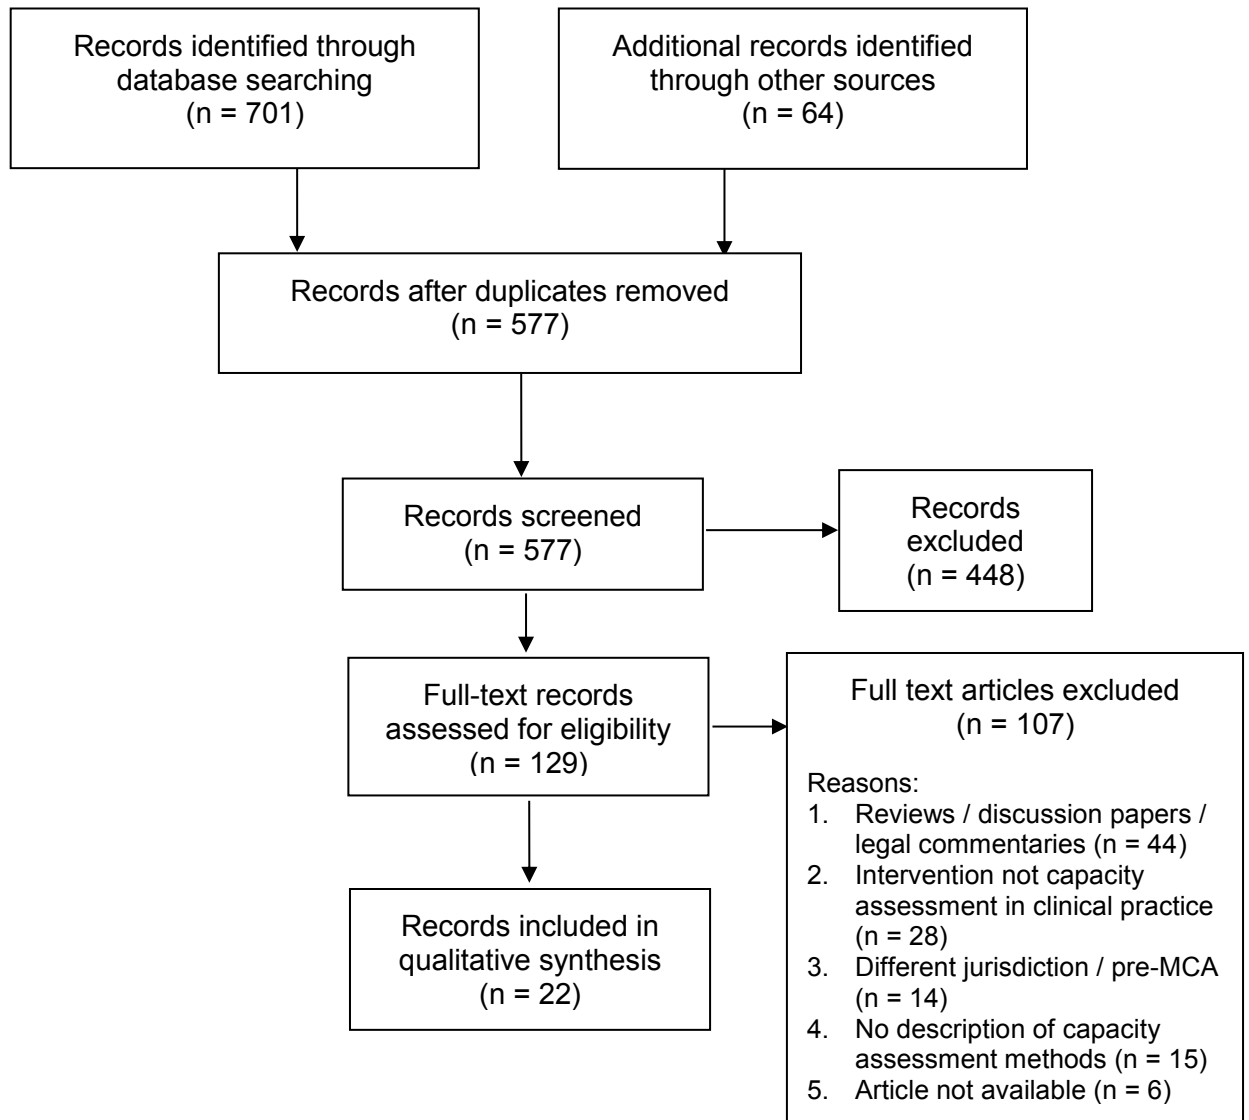 Records identified through
database searching
(n = 701)
Additional records identified
through other sources
(n = 64)
Records after duplicates removed
(n = 577)
Records screened
(n = 577)
Records
excluded
(n = 448)
Full-text records
assessed for eligibility
(n = 129)
Full text articles excluded
(n = 107)
Reasons:
1. Reviews / discussion papers /
legal commentaries (n = 44)
2. Intervention not capacity
assessment in clinical practice
(n = 28)
3. Different jurisdiction / pre-MCA
(n = 14)
4. No description of capacity
assessment methods (n = 15)
5. Article not available (n = 6)
Records included in
qualitative synthesis
(n = 22)